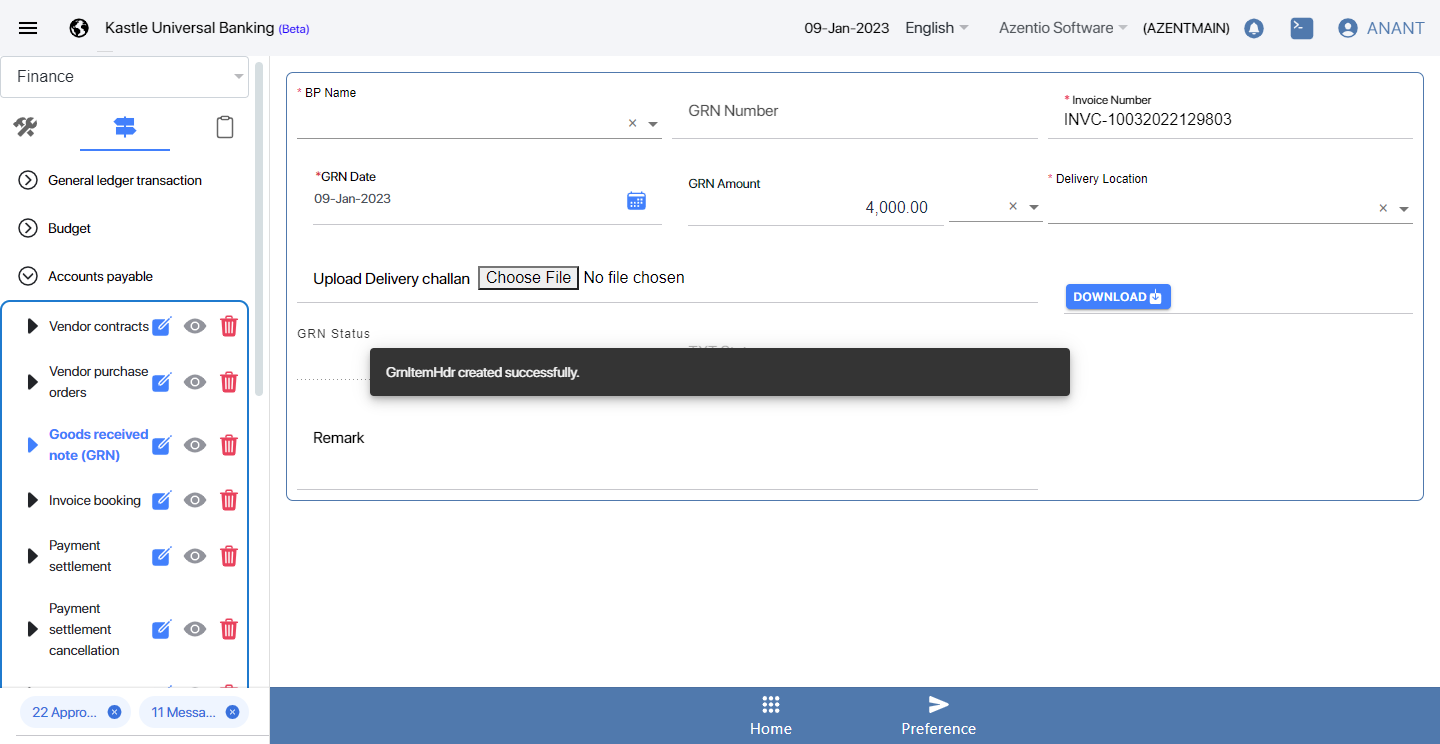 Kastle Universal Banking (Beta)
09-Jan-2023
English
Azentio Software
(AZENTMAIN)
ANANT
Finance
General ledger transaction
Budget
Accounts payable
Vendor contracts
Vendor purchase
orders
Goods received
note (GRN)
Invoice booking
Payment
settlement
Payment
settlement
cancellation
22 Appro...
11 Messa...
* BP Name
GRN Number
* Invoice Number
INVC-10032022129803
*GRN Date
09-Jan-2023
GRN Amount
4,000.00
* Delivery Location
Upload Delivery challan
Choose File No file chosen
DOWNLOAD
GRN Status
GrnItemHdr created successfully.
Remark
Home
Preference